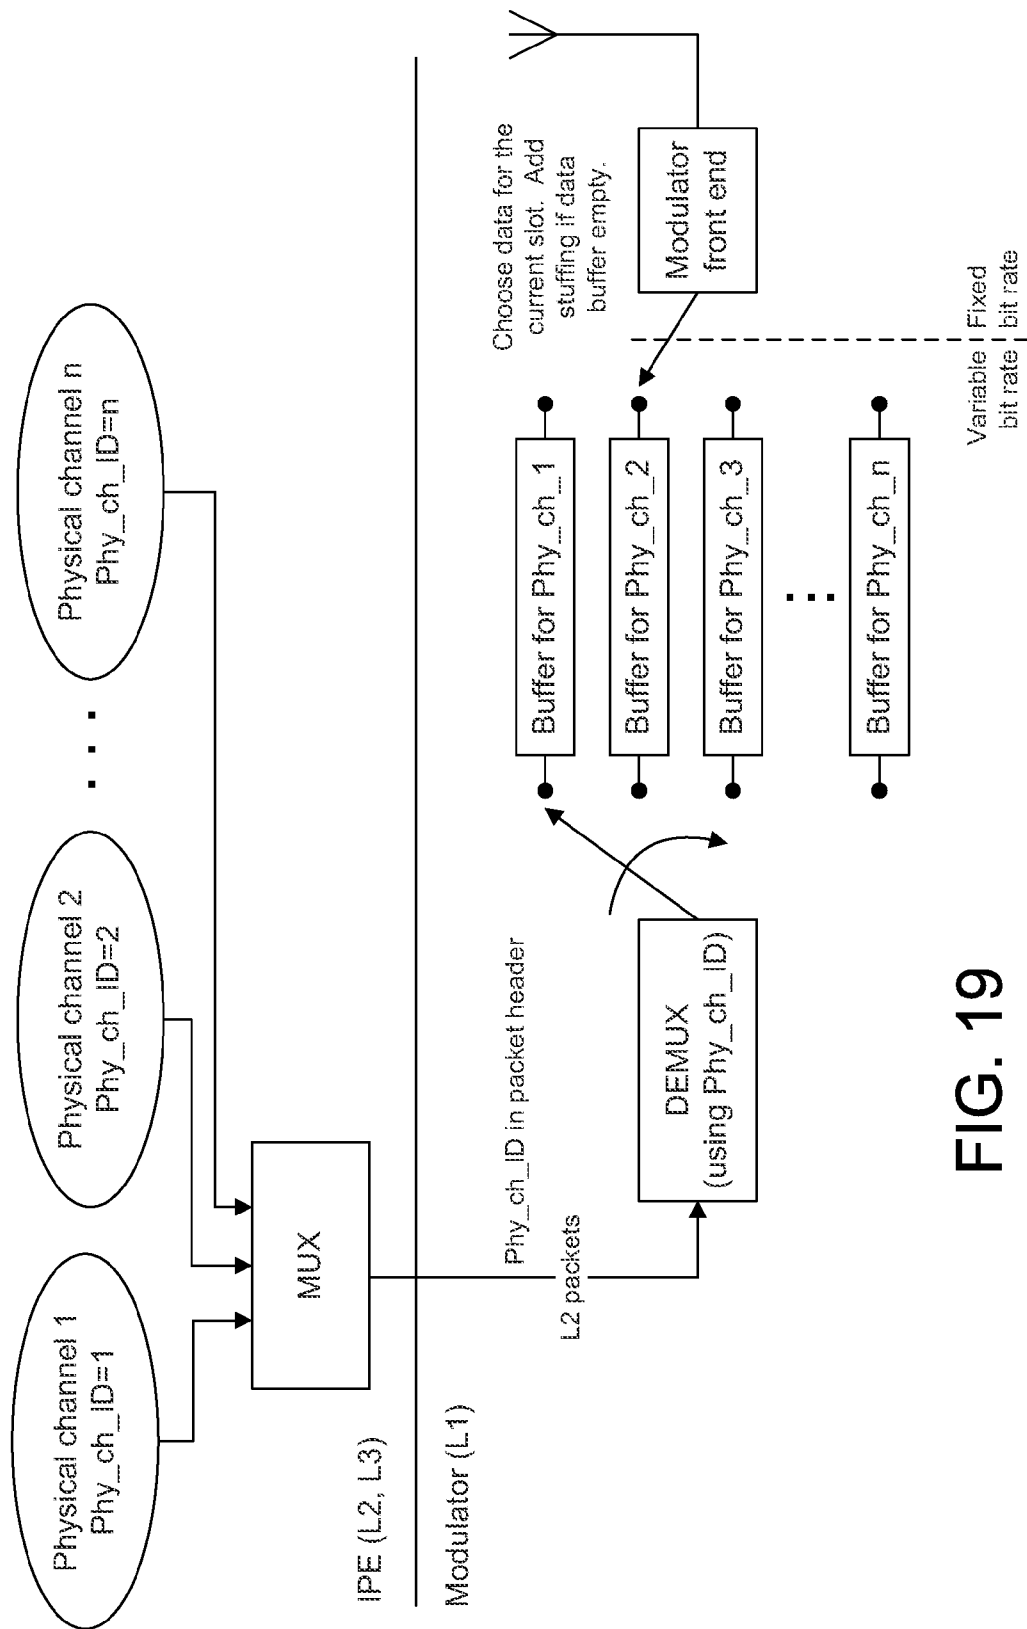 Physical channel 1
Phy_ch_ID=1
Physical channel 2
Phy_ch_ID=2
Physical channel n
Phy_ch_ID=n
MUX
IPE (L2, L3)
Modulator (L1)
Phy_ch_ID in packet header
L2 packets
DEMUX
(using Phy_ch_ID)
Buffer for Phy_ch_1
Buffer for Phy_ch_2
Buffer for Phy_ch_3
Buffer for Phy_ch_n
Choose data for the
current slot. Add
stuffing if data
buffer empty.
Modulator
front end
Variable
bit rate
Fixed
bit rate
FIG. 19